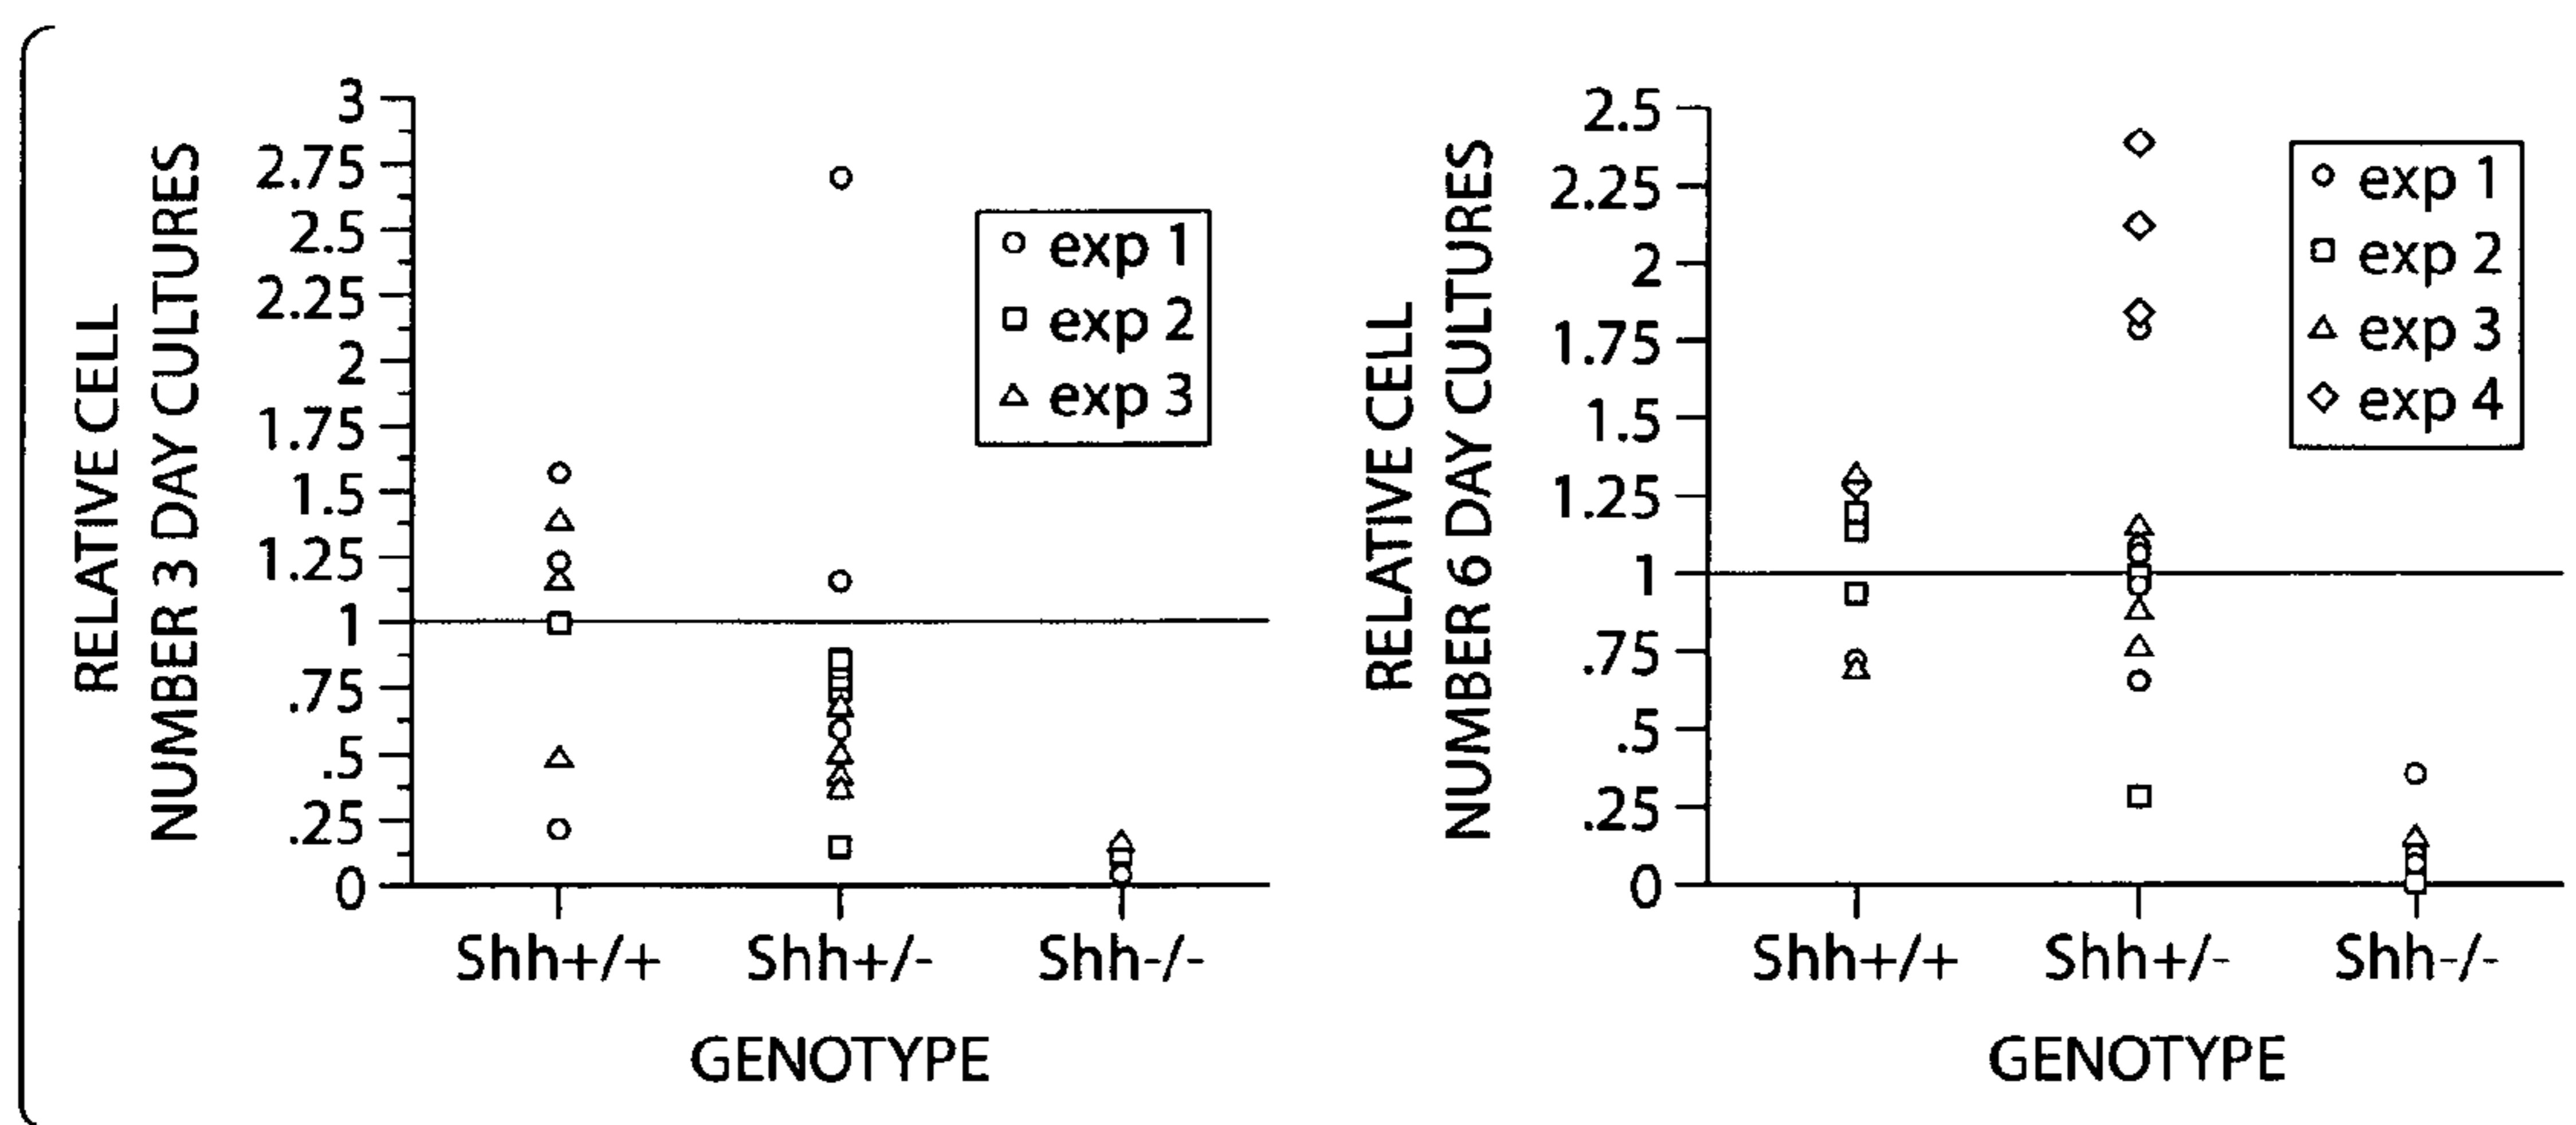 RELATIVE CELL
NUMBER 3 DAY CULTURES
3
2.75
2.5
2.25
2
1.75
1.5
1.25
1
.75
.5
.25
0
exp 1
exp 2
exp 3
Shh+/+ Shh+/- Shh-/-
GENOTYPE
RELATIVE CELL
NUMBER 6 DAY CULTURES
2.5
2.25
2
1.75
1.5
1.25
1
.75
.5
.25
0
exp 1
exp 2
exp 3
exp 4
Shh+/+ Shh+/- Shh-/-
GENOTYPE